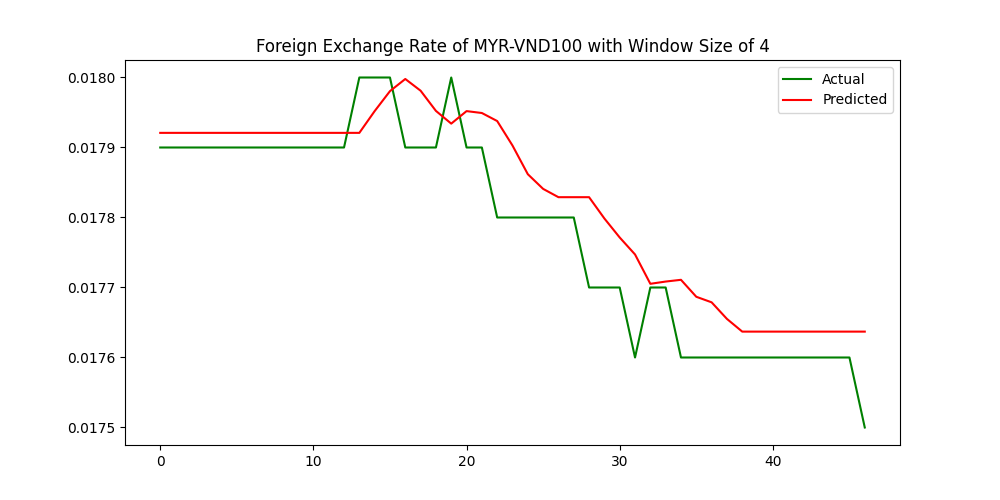 Foreign Exchange Rate of MYR-VND100 with Window Size of 4
Actual
Predicted
0.0180
0.0179
0.0178
0.0177
0.0176
0.0175
0 10 20 30 40